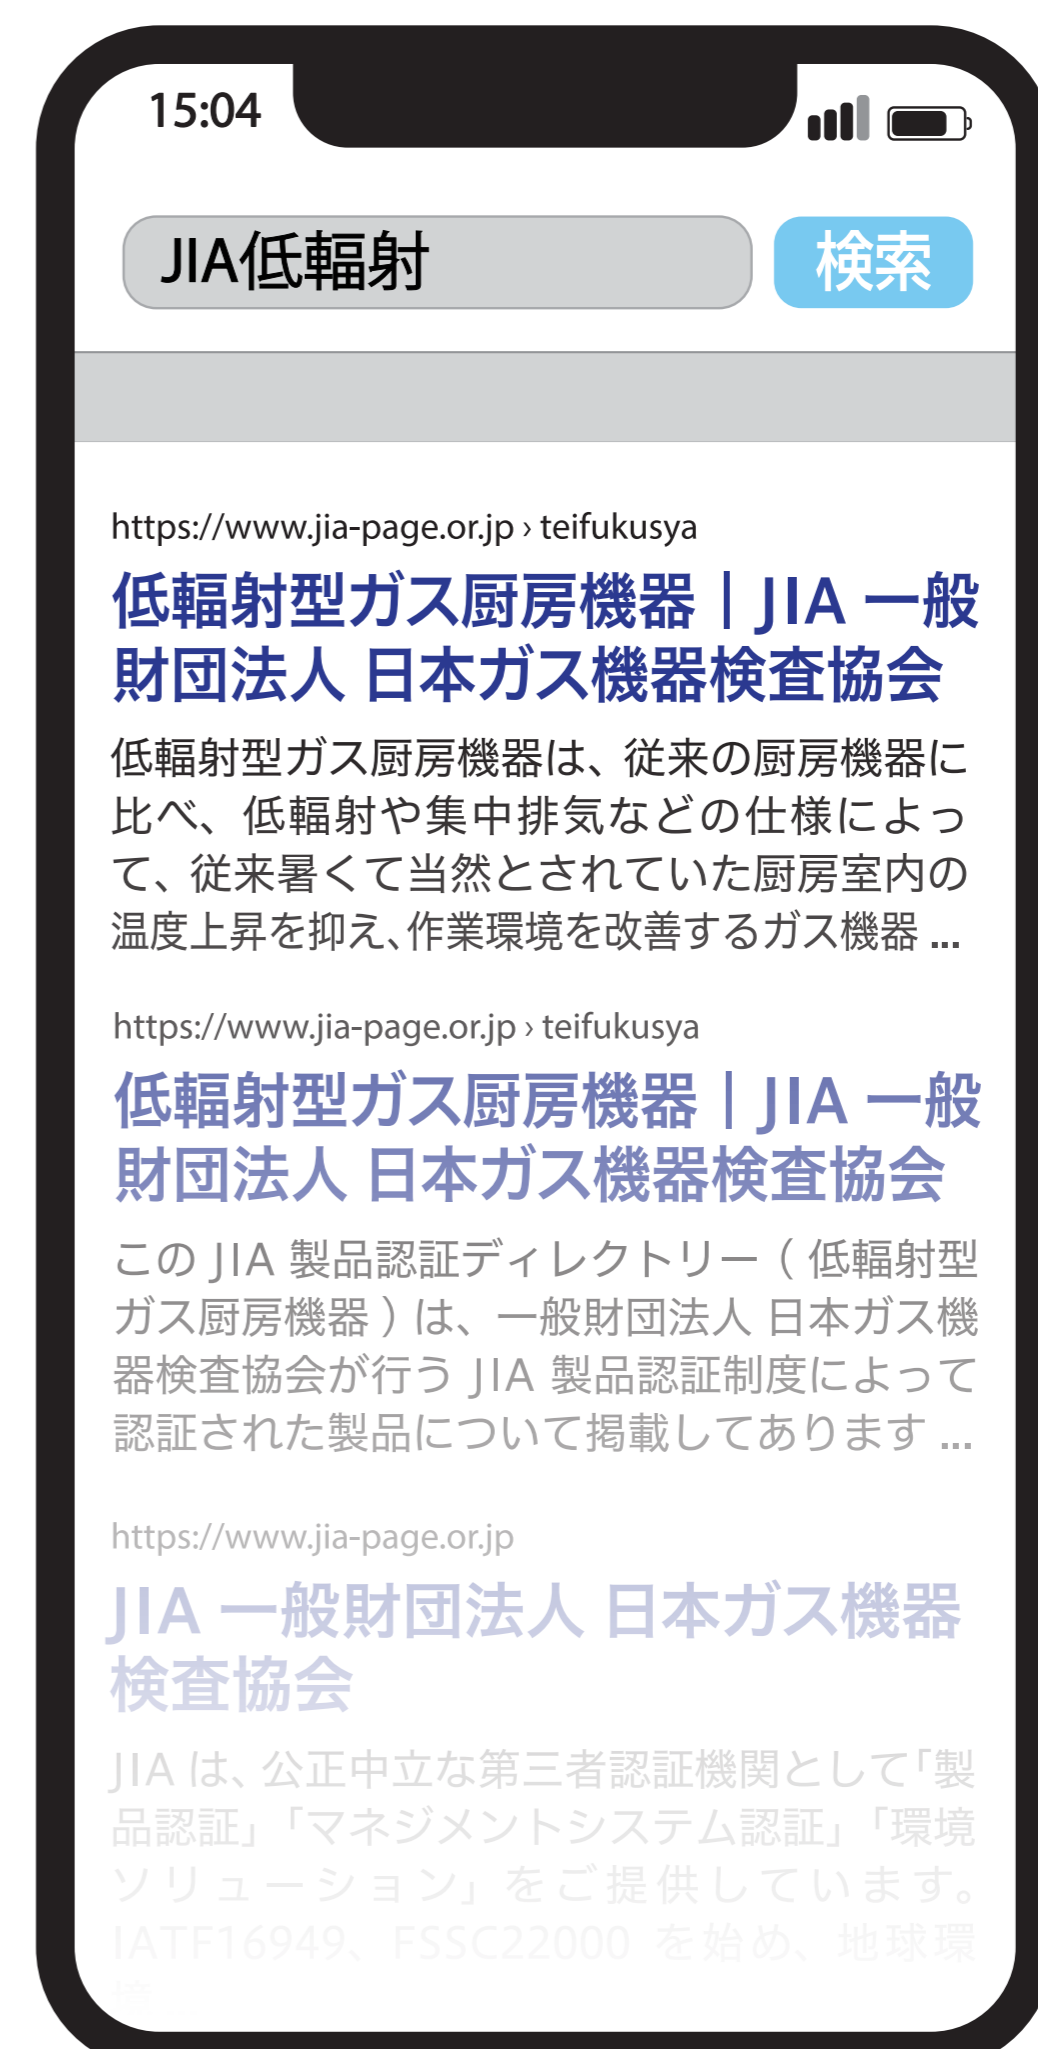 15:04
JIA低輻射
検索
https://www.jia-page.or.jp › teifukusya
低輻射型ガス厨房機器｜JIA 一般
財団法人 日本ガス機器検査協会
低輻射型ガス厨房機器は、従来の厨房機器に
比べ、低輻射や集中排気などの仕様によっ
て、従来暑くて当然とされていた厨房室内の
温度上昇を抑え、作業環境を改善するガス機器 ...
https://www.jia-page.or.jp › teifukusya
低輻射型ガス厨房機器｜JIA 一般
財団法人 日本ガス機器検査協会
この JIA 製品認証ディレクトリー（低輻射型
ガス厨房機器）は、一般財団法人 日本ガス機
器検査協会が行う JIA 製品認証制度によって
認証された製品について掲載してあります ...
https://www.jia-page.or.jp
JIA 一般財団法人 日本ガス機器
検査協会
JIA は、公正中立な第三者認証機関として「製
品認証」「マネジメントシステム認証」「環境
ソリューション」をご提供しています。
IATF16949、FSSC22000 を始め、地球環
境